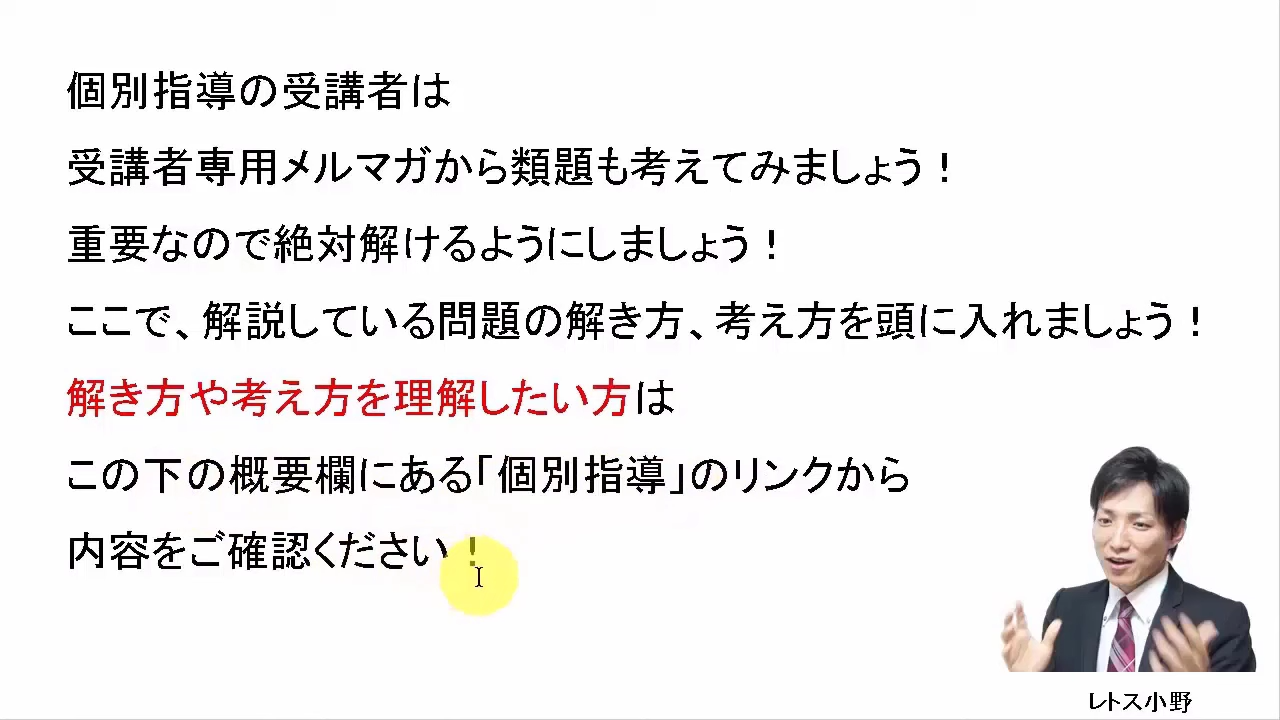 個別指導の受講者は
受講者専用メルマガから類題も考えてみましょう！
重要なので絶対解けるようにしましょう！
ここで、解説している問題の解き方、考え方を頭に入れましょう！
解き方や考え方を理解したい方は
この下の概要欄にある「個別指導」のリンクから
内容をご確認ください！
レトス小野